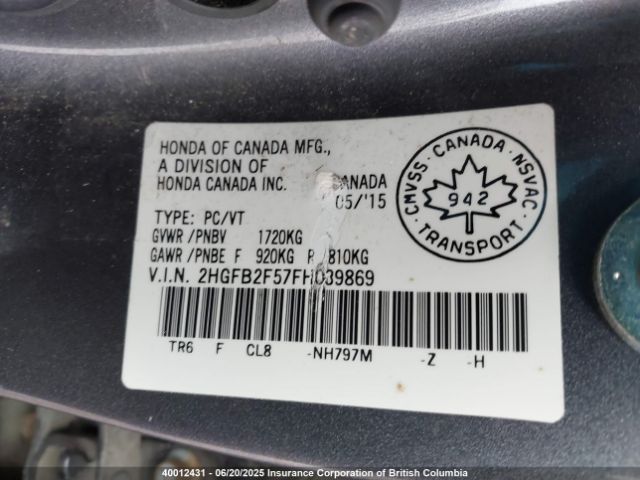 HONDA OF CANADA MFG.,
A DIVISION OF
HONDA CANADA INC. CANADA
05/'15
TYPE: PC/VT
GVWR/PNBV 1720KG
GAWR/PNBE F 920KG R 810KG
V.I.N. 2HGFB2F57FH039869
TR6 F CL8 -NH797M -Z -H
CMVSS · CANADA · NSVAC
942
TRANSPORT
40012431 - 06/20/2025 Insurance Corporation of British Columbia